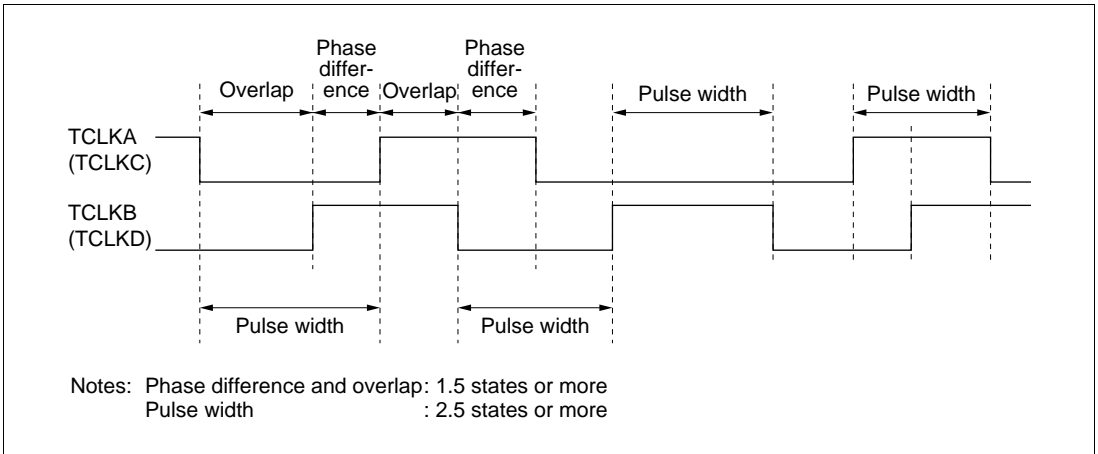 Phase
differ-
ence
Phase
differ-
ence
Overlap
Overlap
Pulse width
Pulse width
TCLKA
(TCLKC)
TCLKB
(TCLKD)
Pulse width
Pulse width
Notes: Phase difference and overlap: 1.5 states or more
Pulse width : 2.5 states or more